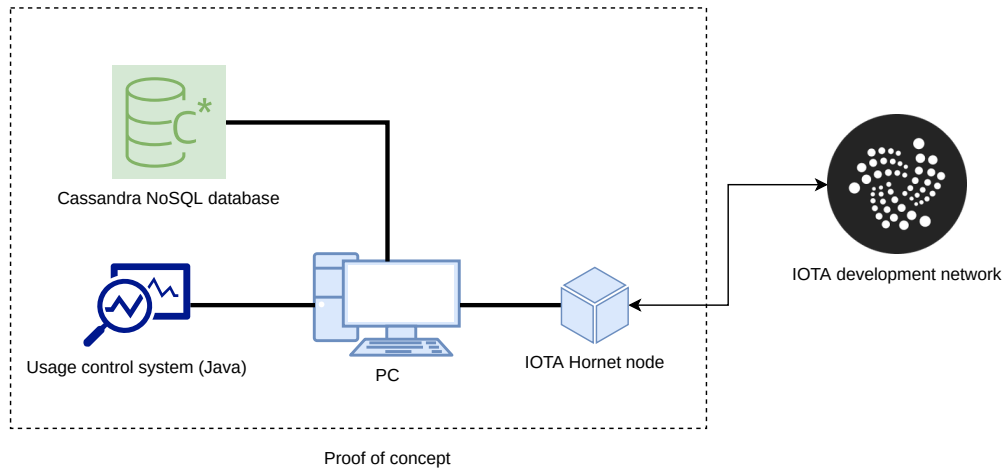 C*
Cassandra NoSQL database
IOTA development network
Usage control system (Java)
PC
IOTA Hornet node
Proof of concept